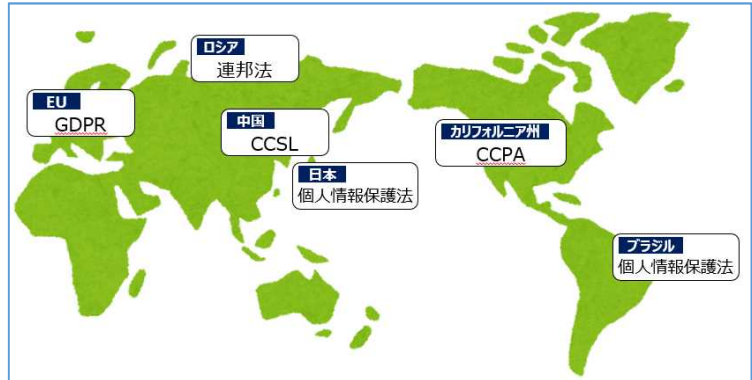 ロシア
連邦法
EU
GDPR
中国
CCSL
カリフォルニア州
CCPA
日本
個人情報保護法
ブラジル
個人情報保護法